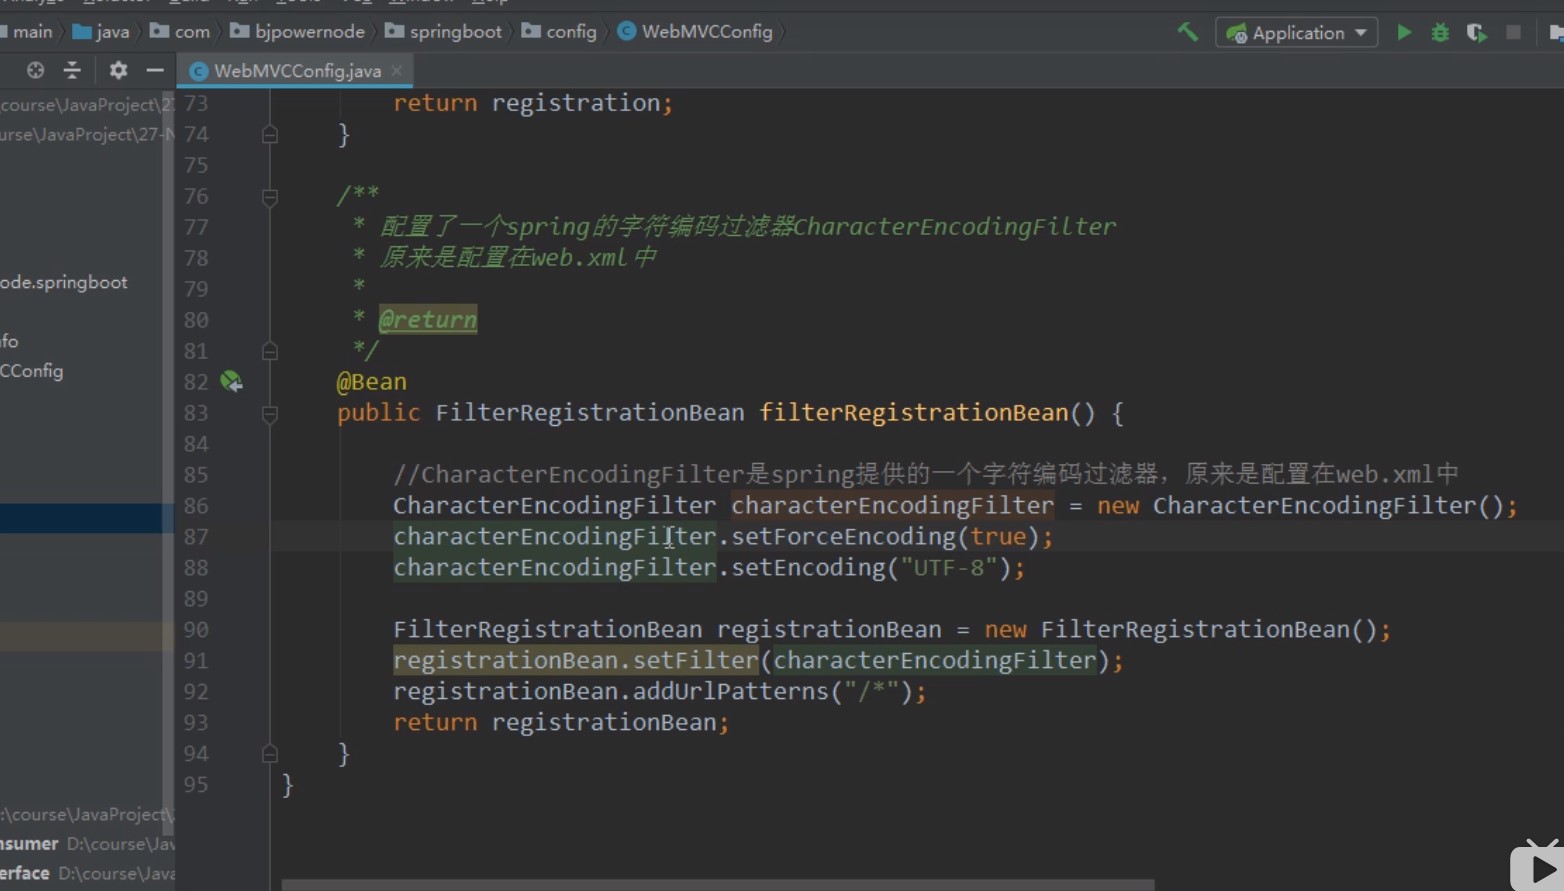 main java com bjpowernode springboot config WebMVCConfig Application
WebMVCConfig.java
course\JavaProject\2
urse\JavaProject\27-N
ode.springboot
nfo
CConfig
:\course\JavaProject\
nsumer D:\course\Jav
erface D:\course\Java
73 return registration;
74 }
75
76 /**
77 * 配置了一个spring的字符编码过滤器CharacterEncodingFilter
78 * 原来是配置在web.xml中
79 *
80 * @return
81 */
82 @Bean
83 public FilterRegistrationBean filterRegistrationBean() {
84
85 //CharacterEncodingFilter是spring提供的一个字符编码过滤器，原来是配置在web.xml中
86 CharacterEncodingFilter characterEncodingFilter = new CharacterEncodingFilter();
87 characterEncodingFilter.setForceEncoding(true);
88 characterEncodingFilter.setEncoding("UTF-8");
89
90 FilterRegistrationBean registrationBean = new FilterRegistrationBean();
91 registrationBean.setFilter(characterEncodingFilter);
92 registrationBean.addUrlPatterns("/*");
93 return registrationBean;
94 }
95 }